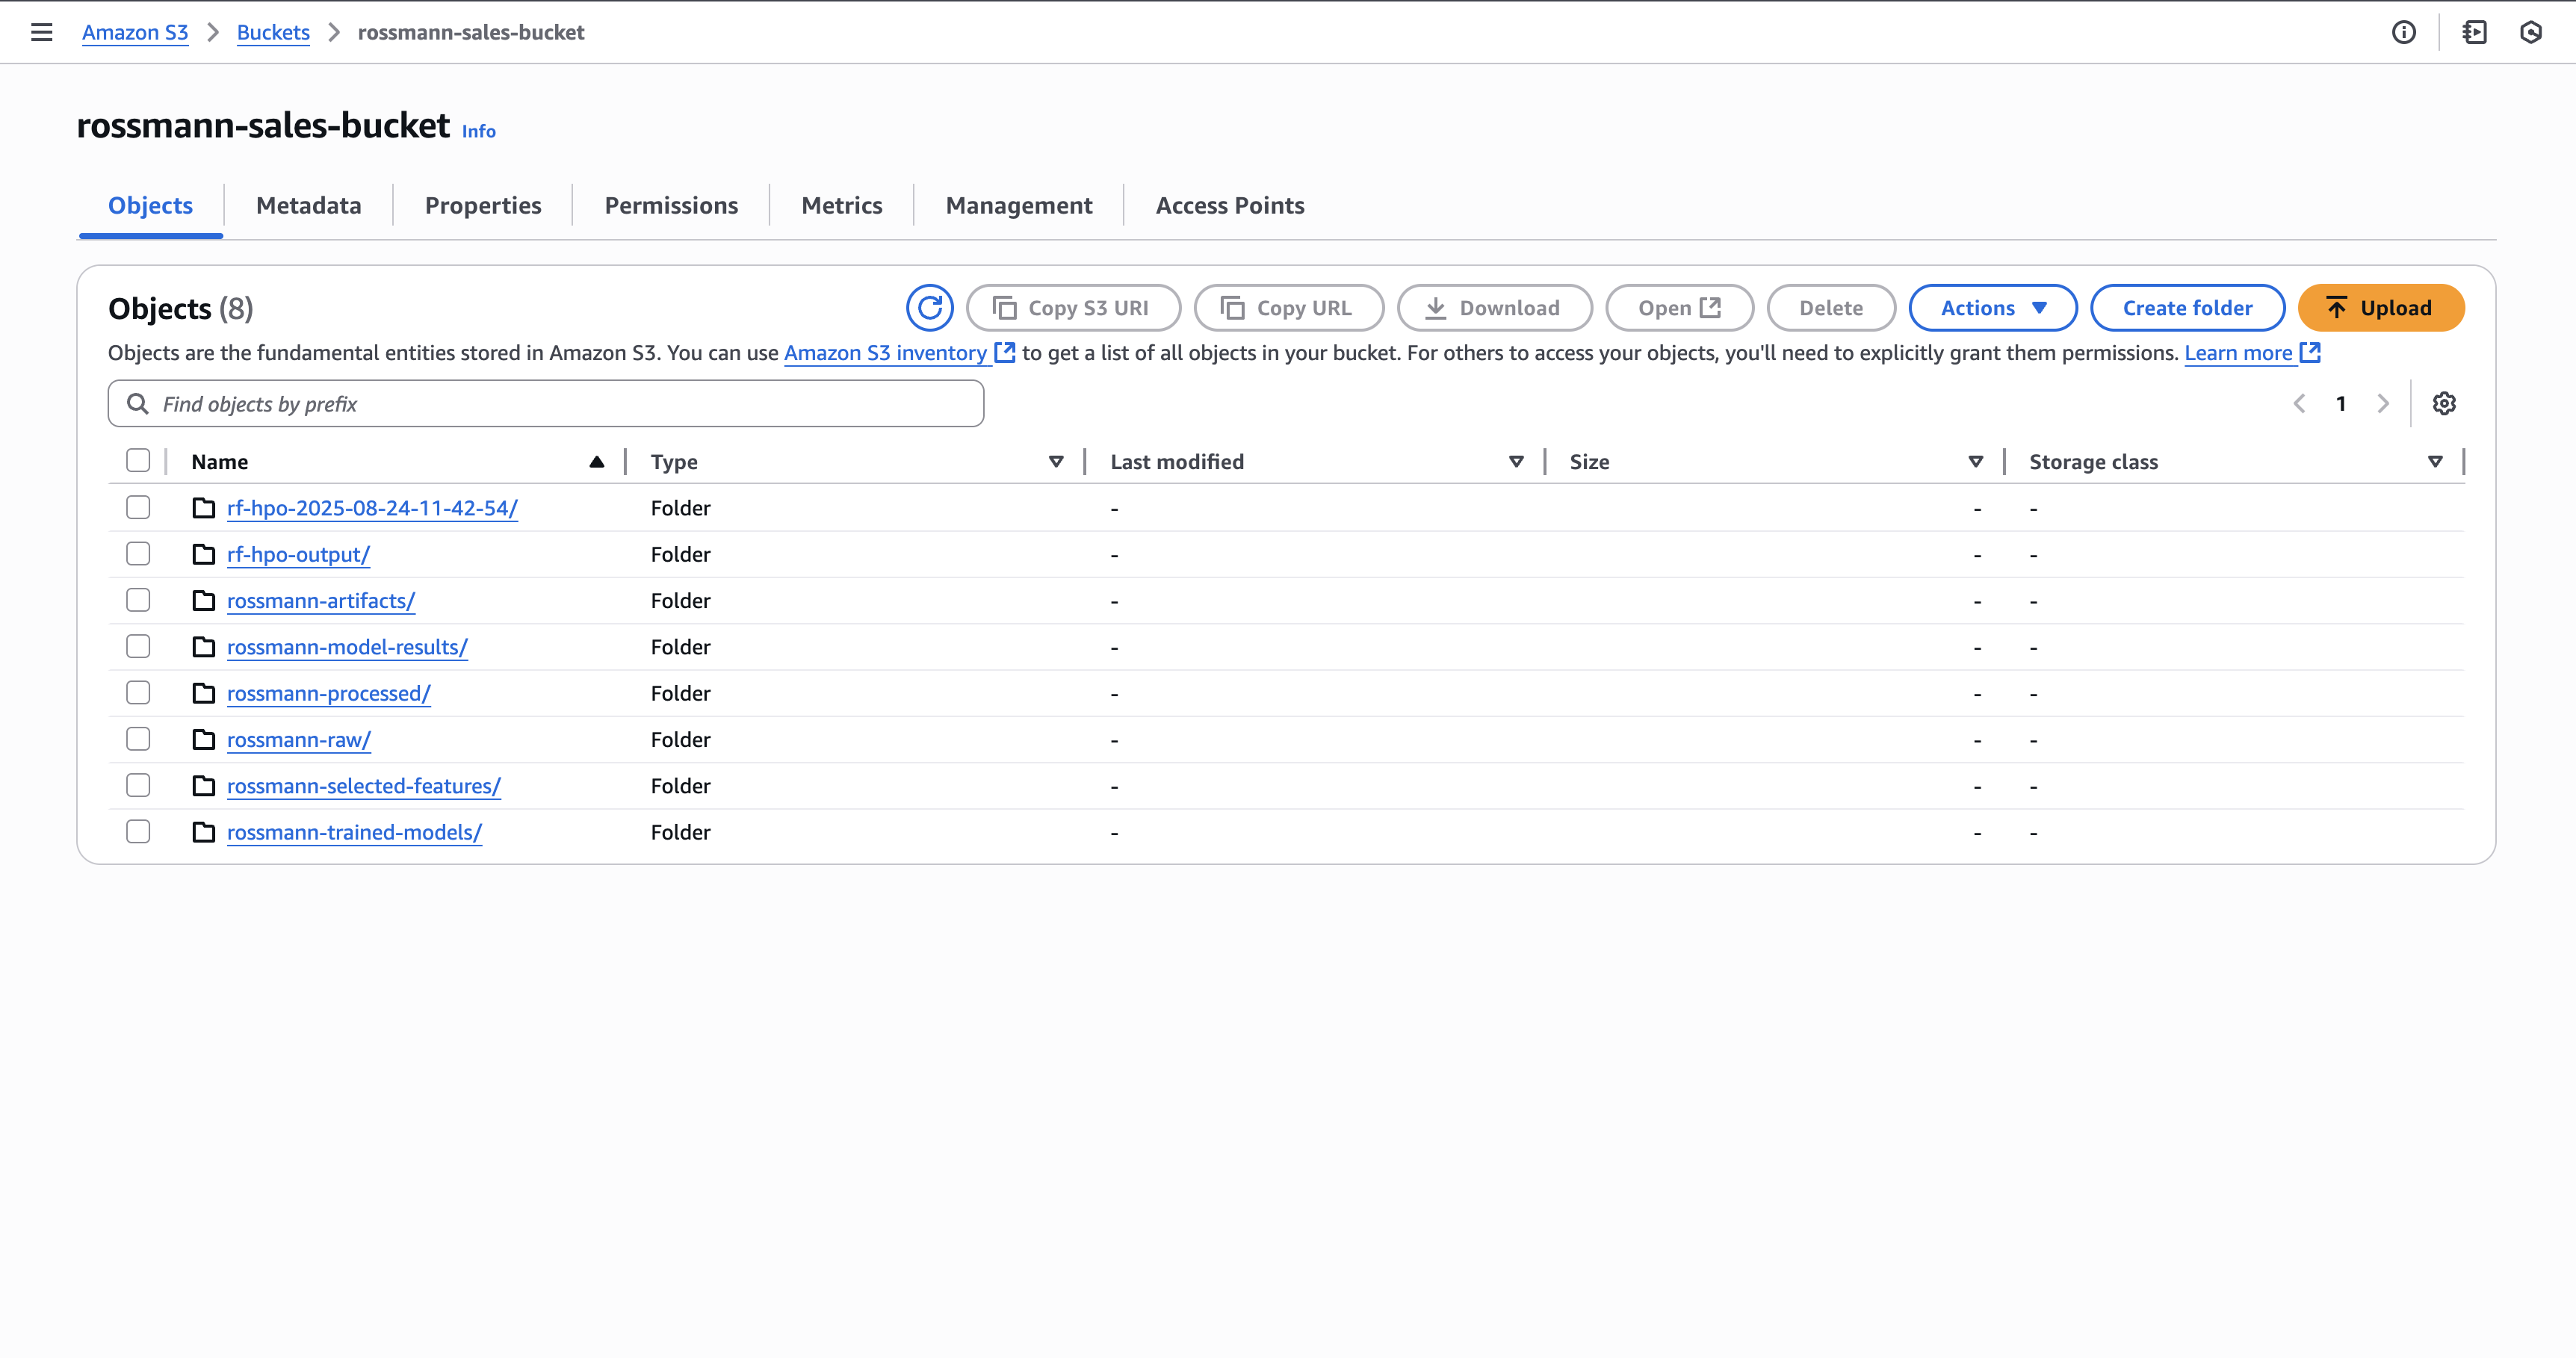 Amazon S3 > Buckets > rossmann-sales-bucket
rossmann-sales-bucket Info
Objects Metadata Properties Permissions Metrics Management Access Points
Objects (8) Copy S3 URI Copy URL Download Open Delete Actions Create folder Upload
Objects are the fundamental entities stored in Amazon S3. You can use Amazon S3 inventory to get a list of all objects in your bucket. For others to access your objects, you'll need to explicitly grant them permissions. Learn more
Find objects by prefix 1
Name Type Last modified Size Storage class
rf-hpo-2025-08-24-11-42-54/ Folder - - -
rf-hpo-output/ Folder - - -
rossmann-artifacts/ Folder - - -
rossmann-model-results/ Folder - - -
rossmann-processed/ Folder - - -
rossmann-raw/ Folder - - -
rossmann-selected-features/ Folder - - -
rossmann-trained-models/ Folder - - -